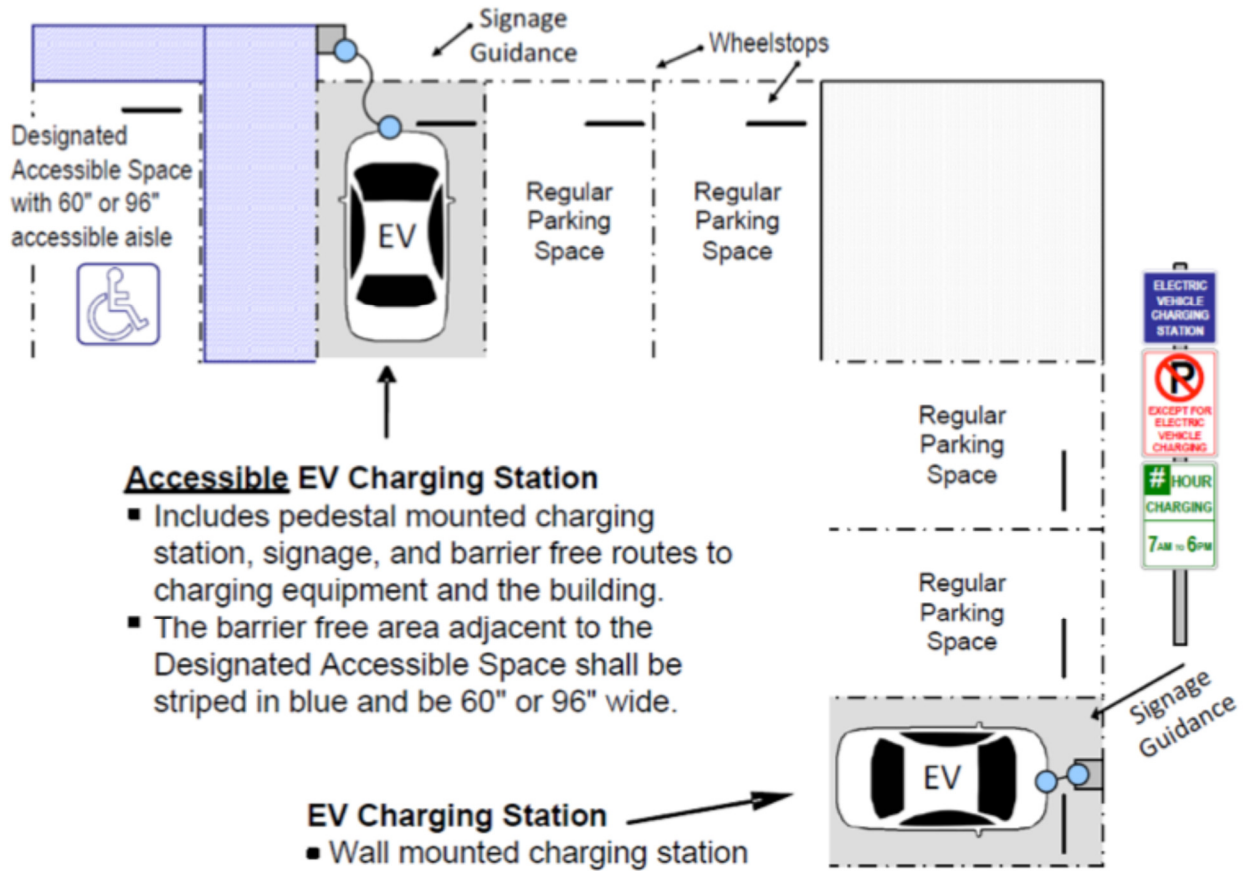 Signage
Guidance
Wheelstops
Designated
Accessible Space
with 60" or 96"
accessible aisle
EV
Regular
Parking
Space
Regular
Parking
Space
ELECTRIC
VEHICLE
CHARGING
STATION
P
EXCEPT FOR
ELECTRIC
VEHICLE
CHARGING
# HOUR
CHARGING
7AM TO 6PM
Regular
Parking
Space
Accessible EV Charging Station
▪ Includes pedestal mounted charging
station, signage, and barrier free routes to
charging equipment and the building.
▪ The barrier free area adjacent to the
Designated Accessible Space shall be
striped in blue and be 60" or 96" wide.
Regular
Parking
Space
Signage
Guidance
EV
EV Charging Station
▪ Wall mounted charging station